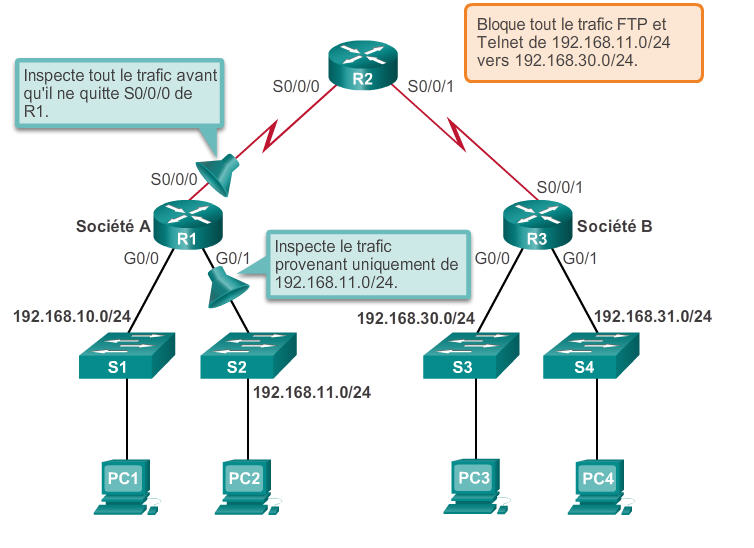 Bloque tout le trafic FTP et
Telnet de 192.168.11.0/24
vers 192.168.30.0/24.
Inspecte tout le trafic avant
qu'il ne quitte S0/0/0 de
R1.
R2
S0/0/0
S0/0/1
S0/0/0
S0/0/1
Société A
R1
R3
Société B
G0/0
G0/1
Inspecte le trafic
provenant uniquement de
192.168.11.0/24.
G0/0
G0/1
192.168.10.0/24
192.168.30.0/24
192.168.31.0/24
S1
S2
S3
S4
192.168.11.0/24
PC1
PC2
PC3
PC4